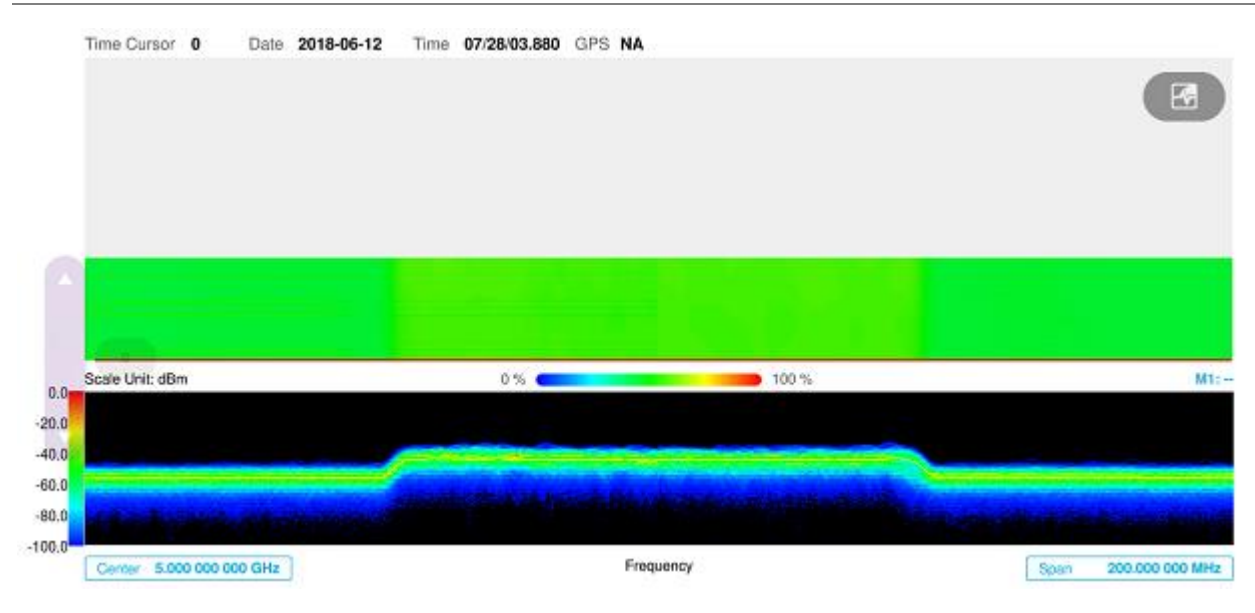 Time Cursor 0 Date 2018-06-12 Time 07/28/03.880 GPS NA
Scale Unit: dBm 0 % 100 % M1: --
0.0
-20.0
-40.0
-60.0
-80.0
-100.0
Center 5.000 000 000 GHz Frequency Span 200.000 000 MHz